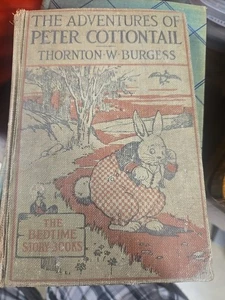 THE ADVENTURES OF
PETER COTTONTAIL
THORNTON·W·BURGESS
THE
BEDTIME
STORY-BOOKS